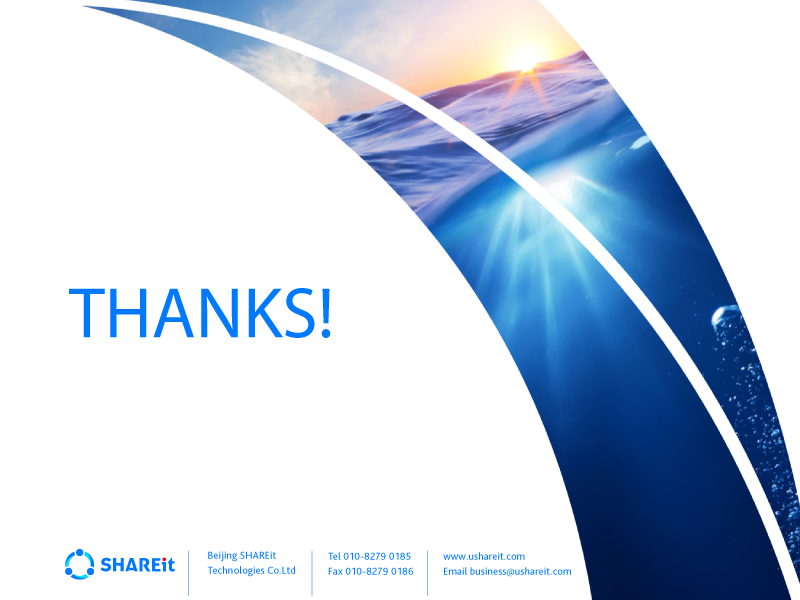 THANKS!
SHAREit
Beijing SHAREit
Technologies Co.Ltd
Tel 010-8279 0185
Fax 010-8279 0186
www.ushareit.com
Email business@ushareit.com